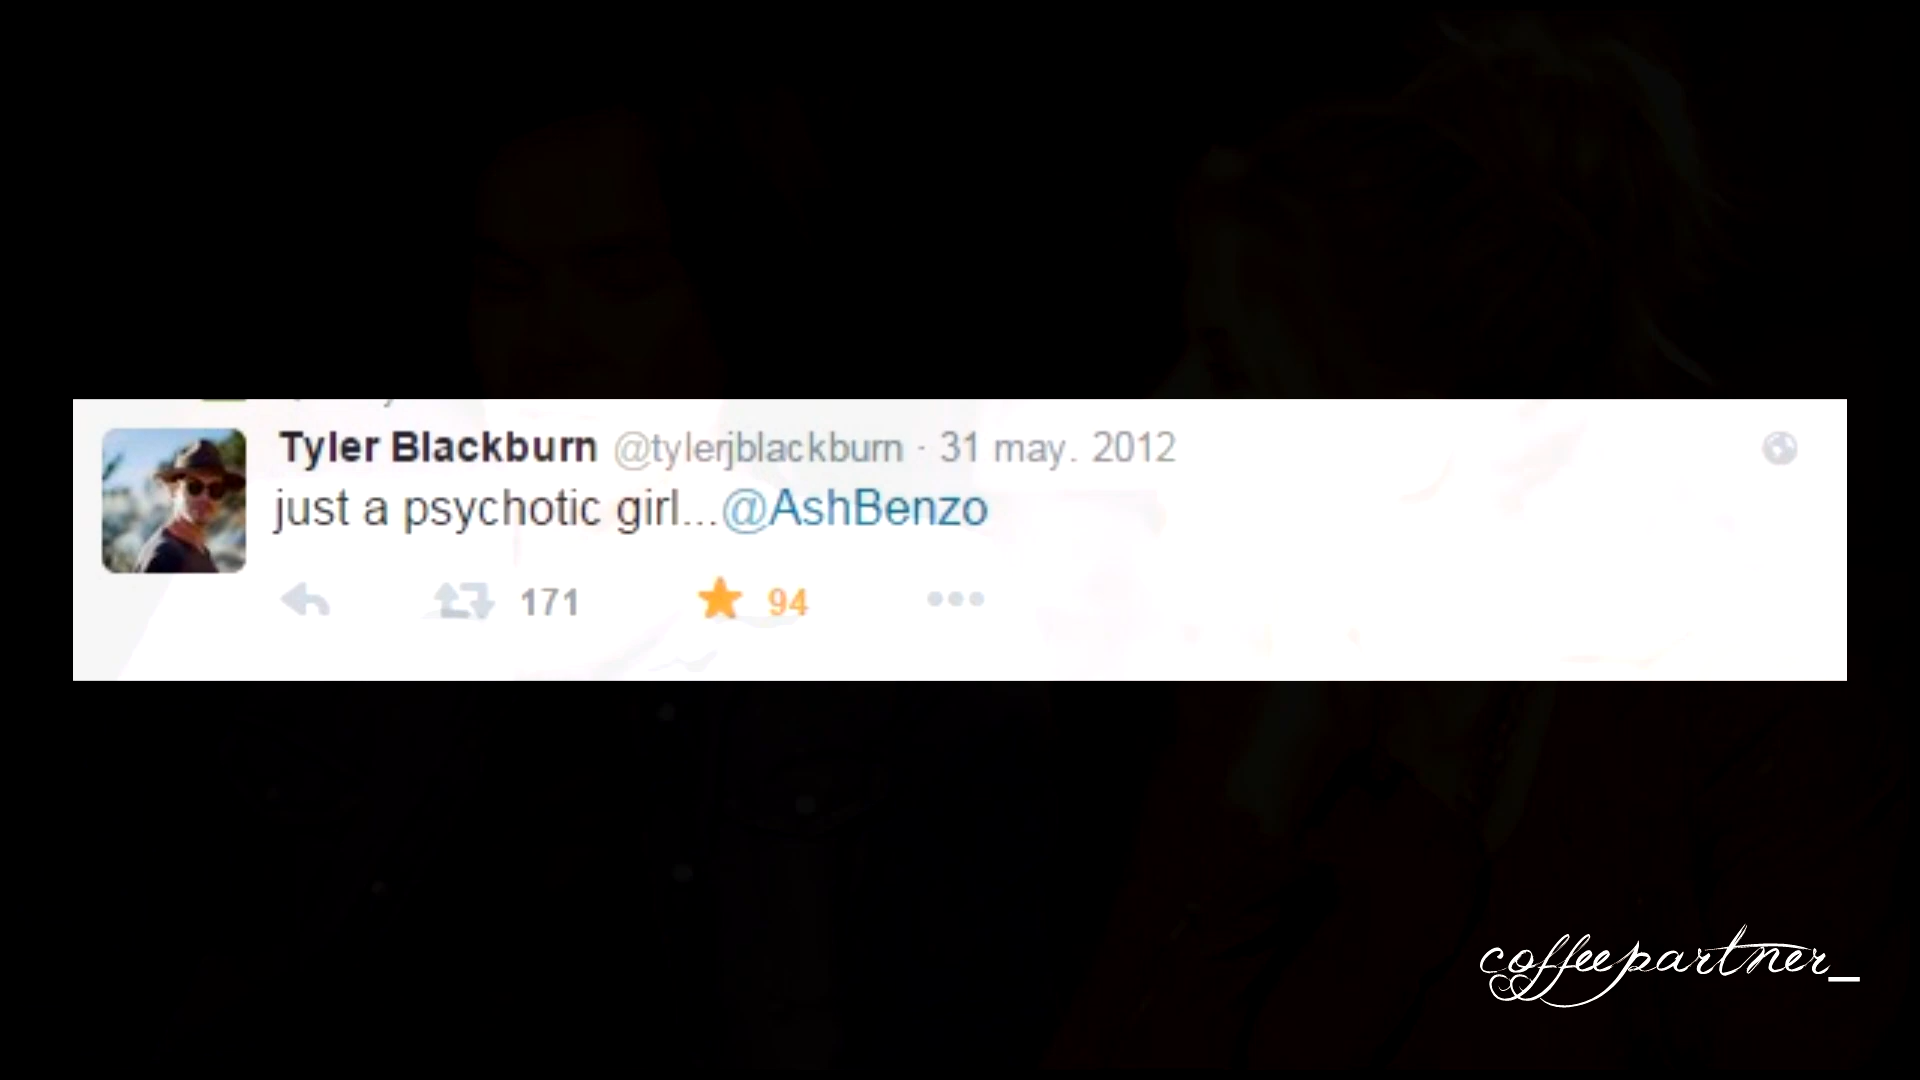 Tyler Blackburn @tylerjblackburn · 31 may. 2012
just a psychotic girl...@AshBenzo
171 94
coffeepartner_